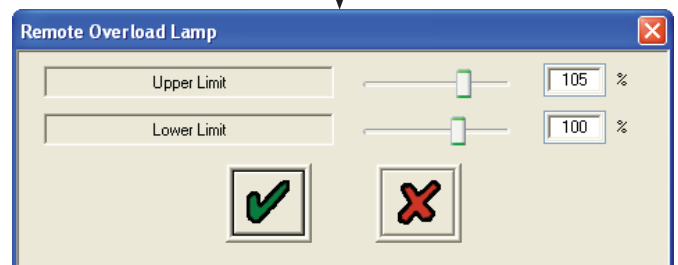 Remote Overload Lamp
Upper Limit 105 %
Lower Limit 100 %